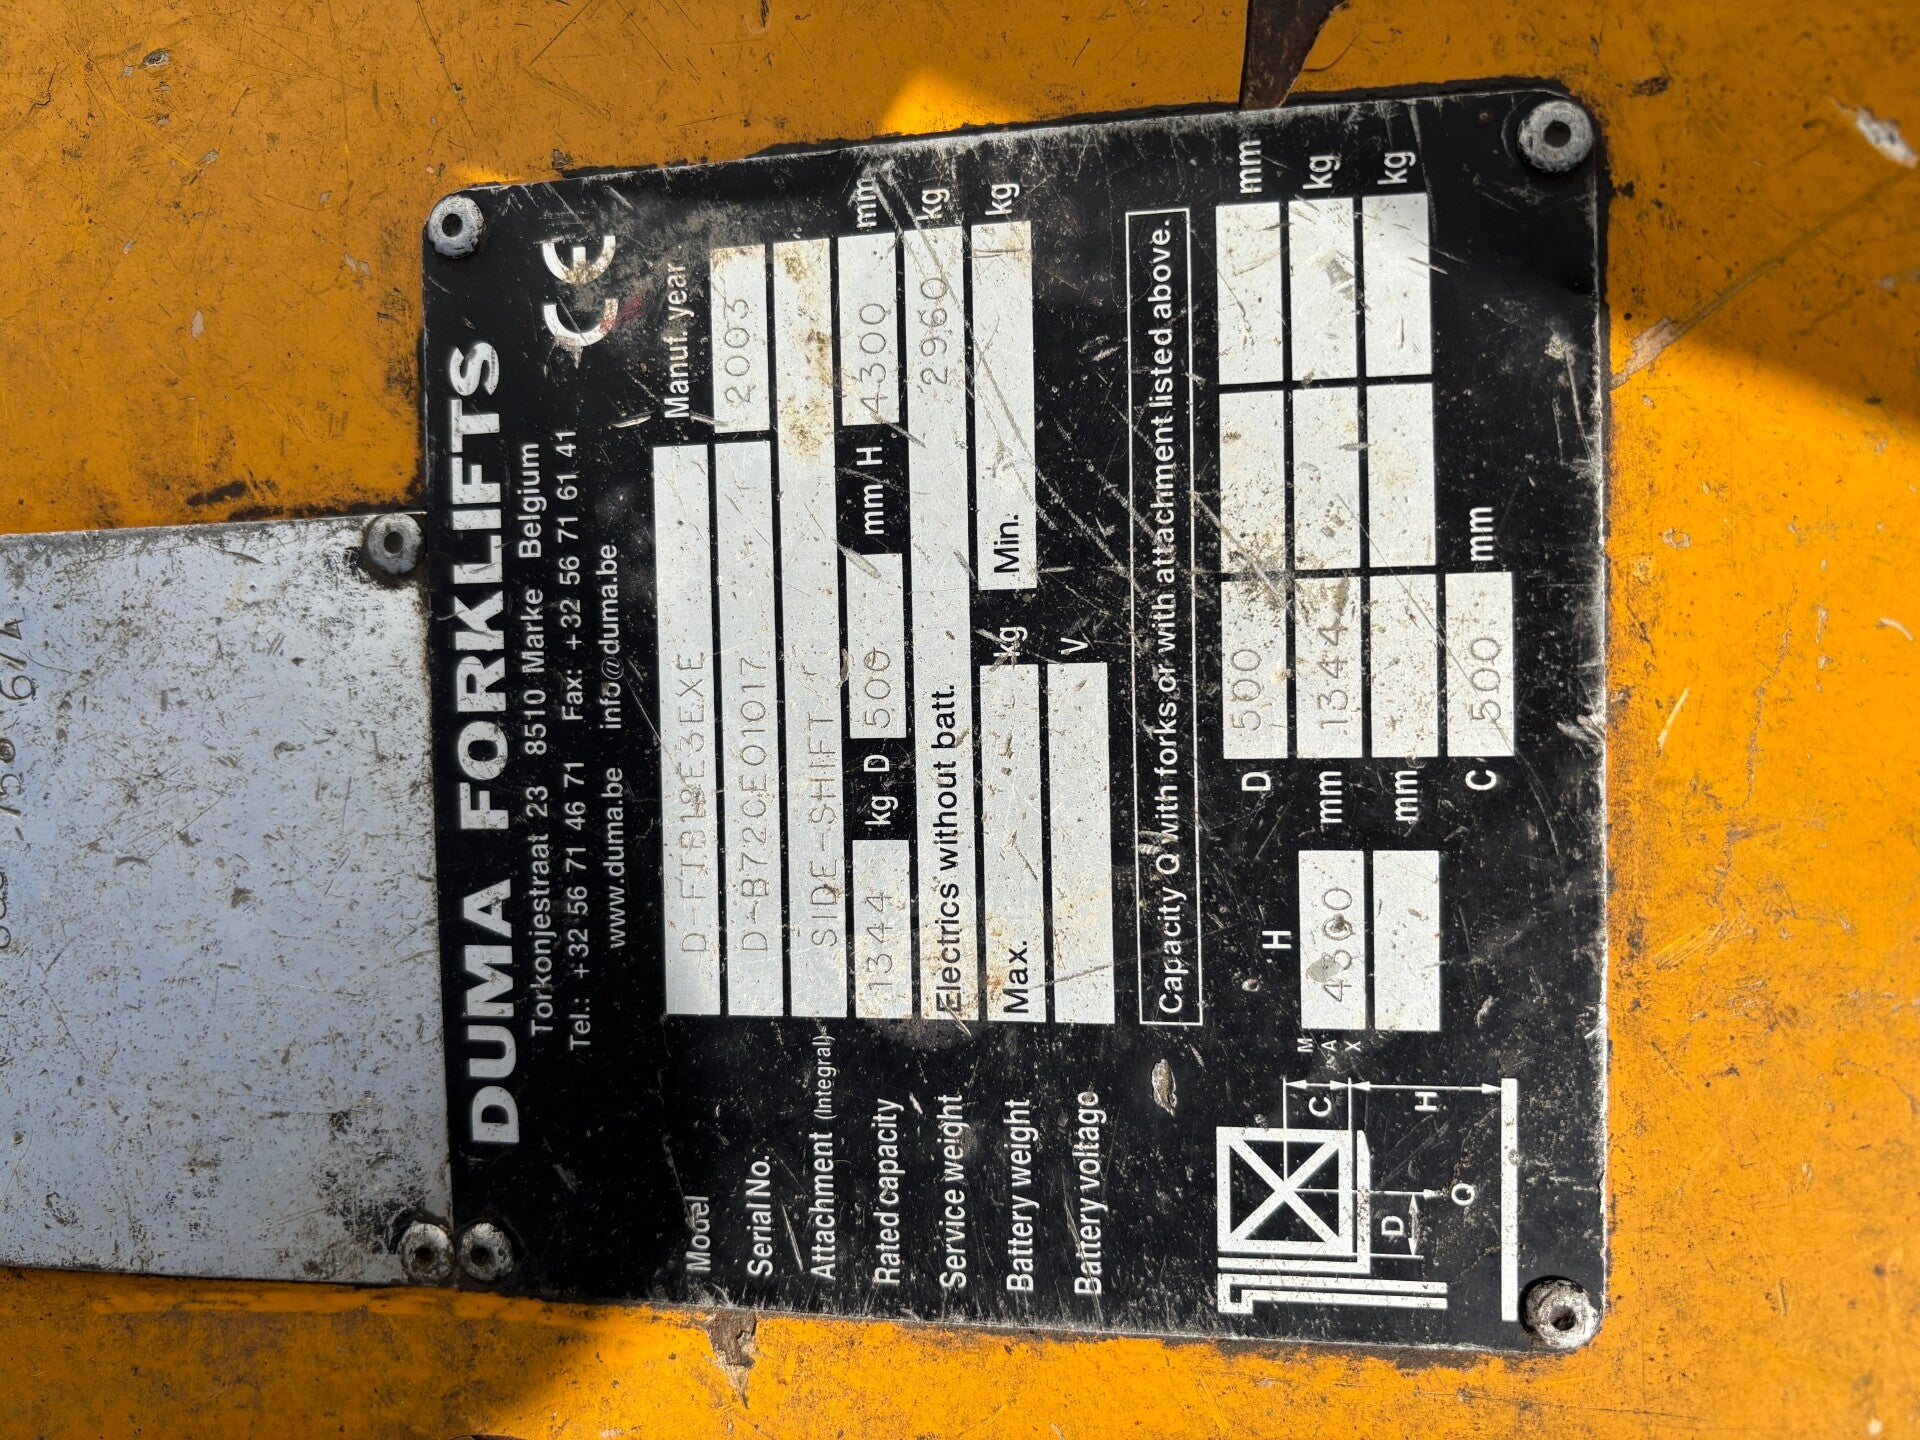 DUMA FORKLIFTS
Torkonjestraat 23 8510 Marke Belgium
Tel.: +32 56 71 46 71 Fax: +32 56 71 61 41
www.duma.be info@duma.be
CE
Manuf. year
Model D-FTB18E3EXE
Serial No. D-B72CE01017 2003
Attachment (Integral) SIDE-SHIFT
Rated capacity 1344 kg D 500 mm H 4300 mm
Service weight Electrics without batt. 2960 kg
Battery weight Max. kg Min. kg
Battery voltage V
Capacity Q with forks or with attachment listed above.
H D 500 mm
MAX 4300 mm 1344 kg
mm kg
C 500 mm
C
H
D
Q